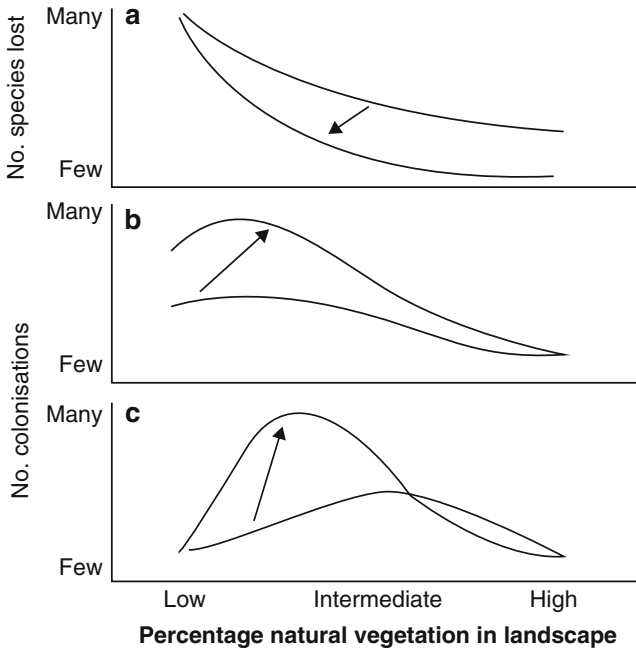 No. species lost
Many
a
Few
No. colonisations
Many
b
Few
Many
c
Few
Low
Intermediate
High
Percentage natural vegetation in landscape